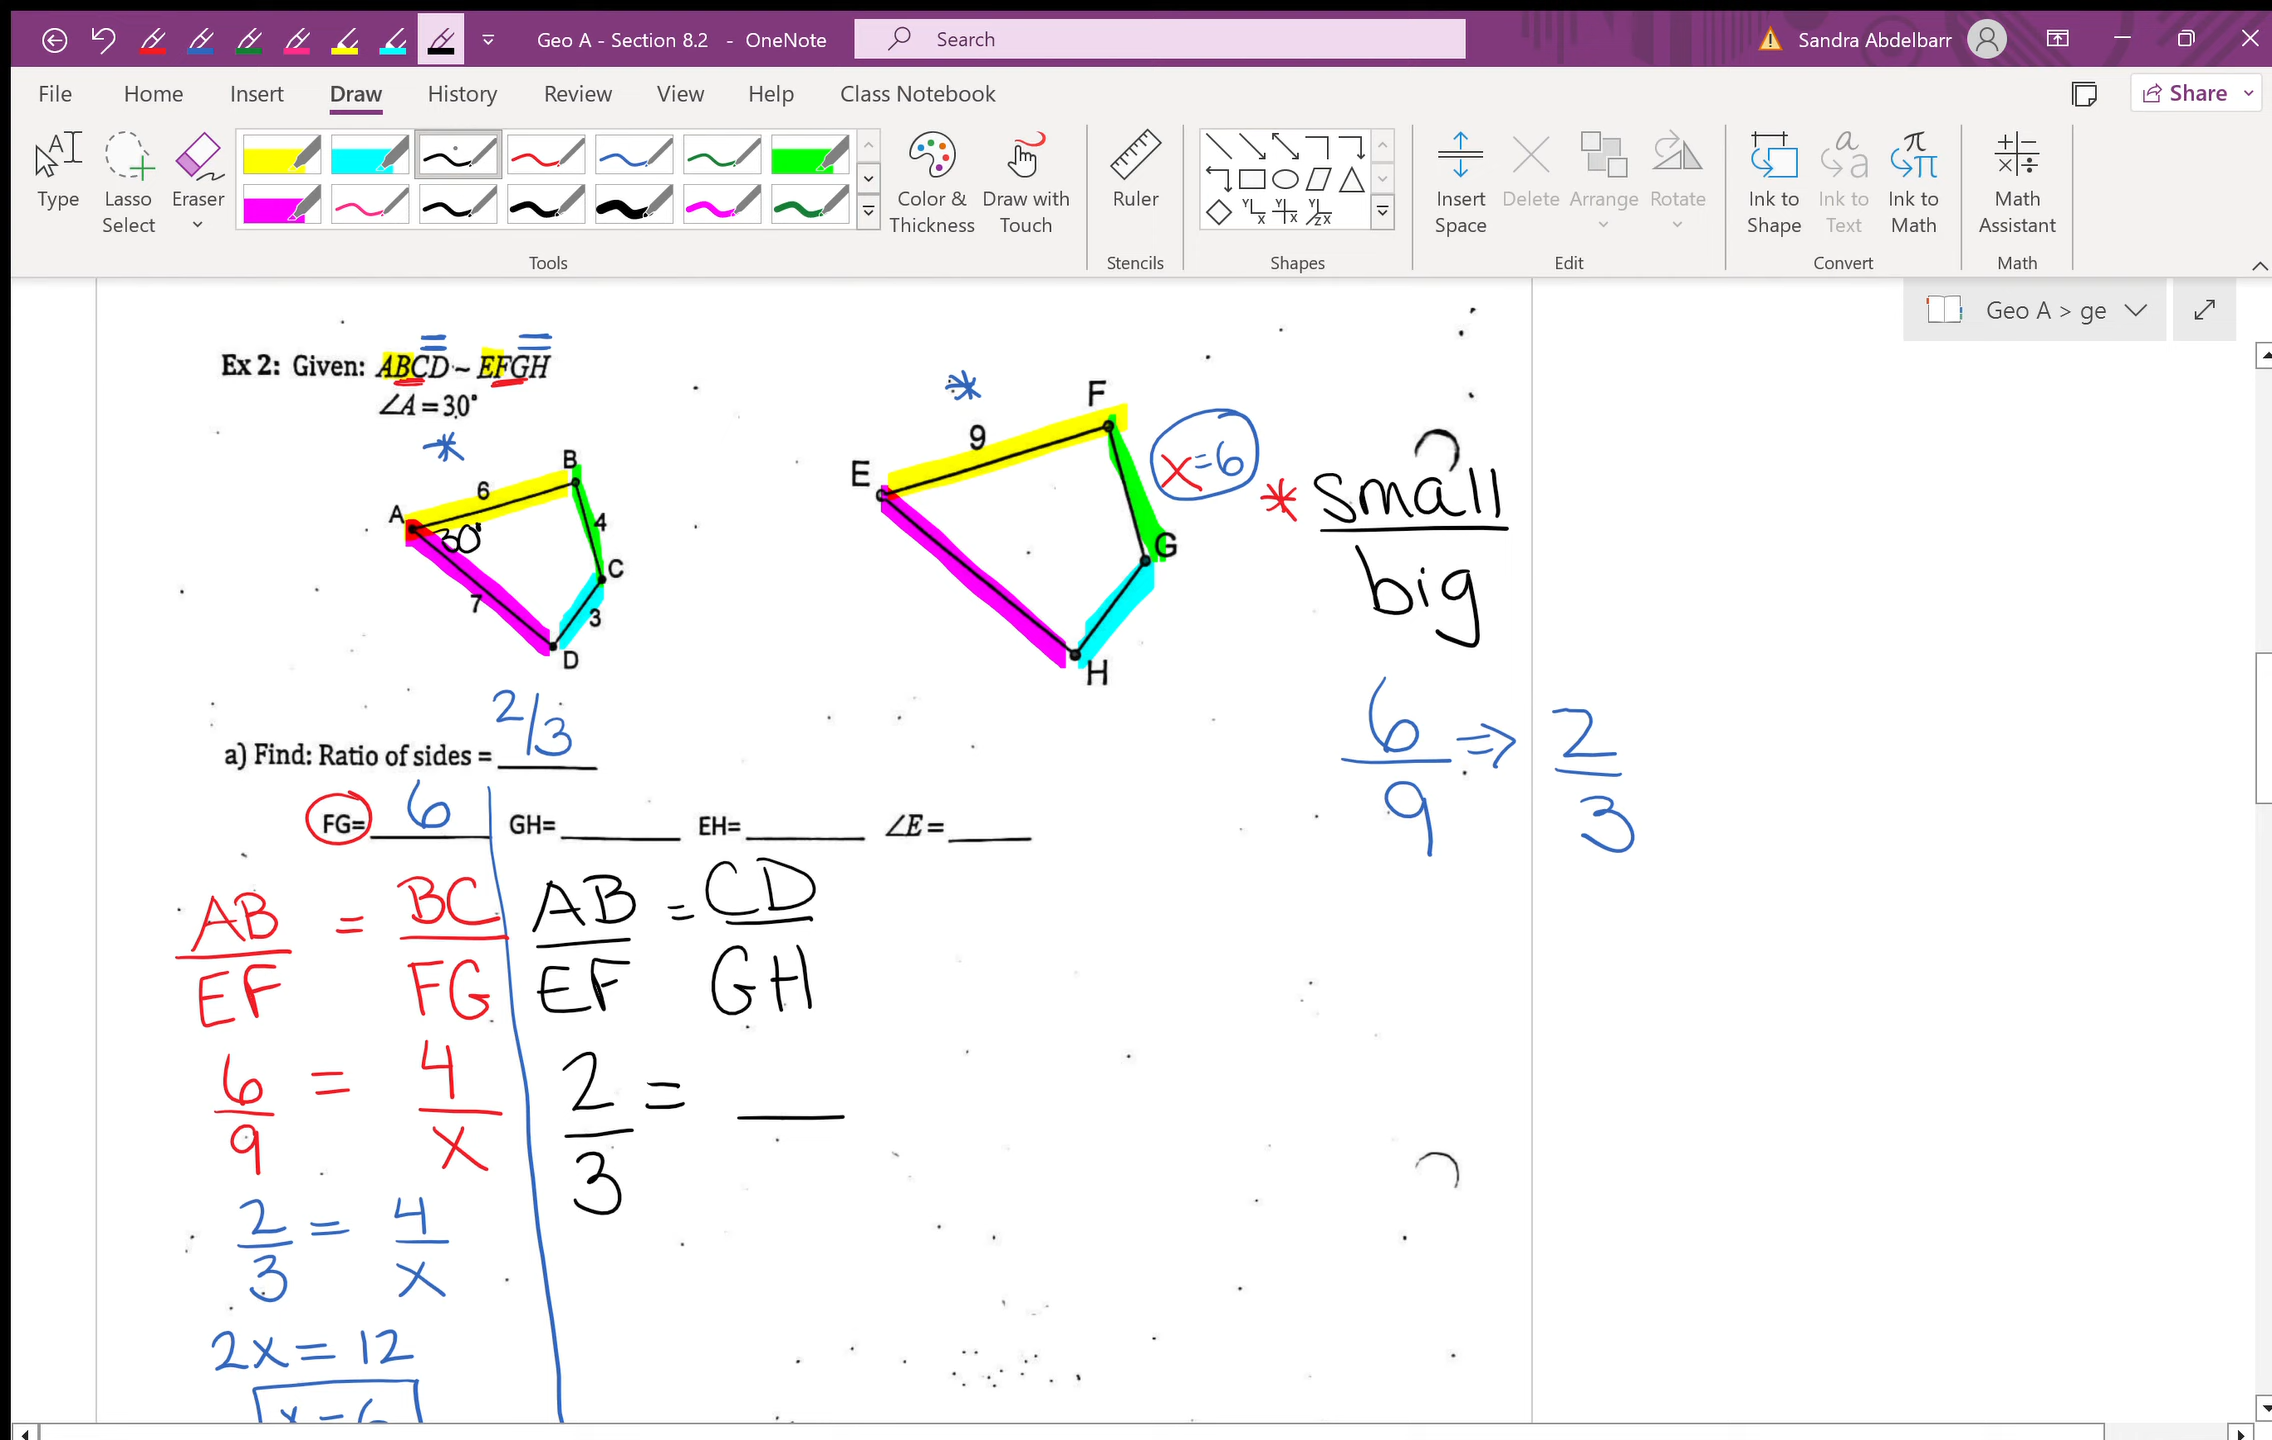 Geo A - Section 8.2 - OneNote
Search
Sandra Abdelbarr
File Home Insert Draw History Review View Help Class Notebook
Share
Type
Lasso Select
Eraser
Color & Thickness
Draw with Touch
Ruler
Insert Space
Delete
Arrange
Rotate
Ink to Shape
Ink to Text
Ink to Math
Math Assistant
Tools
Stencils
Shapes
Edit
Convert
Math
Geo A > ge
Ex 2: Given: ABCD ~ EFGH
∠A = 30°
A
B
C
D
6
4
3
7
30°
E
F
G
H
9
x=6
* small
big
6/9 ⇒ 2/3
a) Find: Ratio of sides = 2/3
FG= 6 GH= ____ EH= ____ ∠E = ____
AB/EF = BC/FG
6/9 = 4/x
2/3 = 4/x
2x = 12
x = 6
AB/EF = CD/GH
2/3 = __